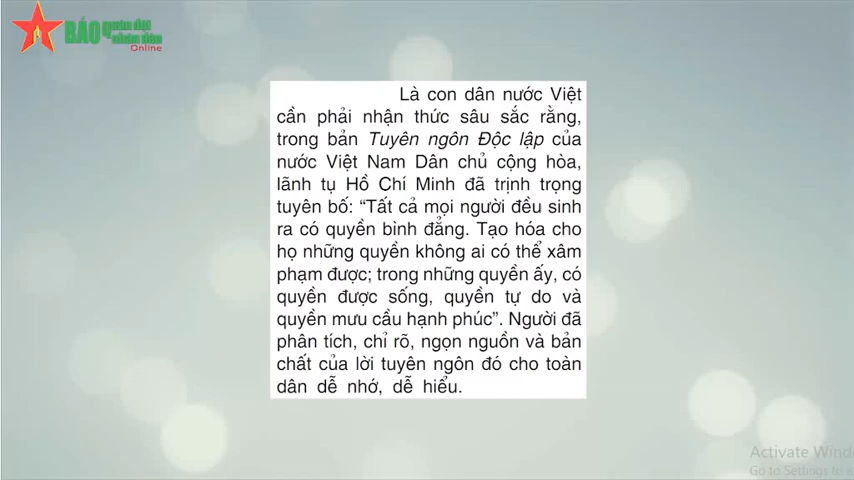 BÁO Quân đội
nhân dân
Online
Là con dân nước Việt
cần phải nhận thức sâu sắc rằng,
trong bản Tuyên ngôn Độc lập của
nước Việt Nam Dân chủ cộng hòa,
lãnh tụ Hồ Chí Minh đã trịnh trọng
tuyên bố: “Tất cả mọi người đều sinh
ra có quyền bình đẳng. Tạo hóa cho
họ những quyền không ai có thể xâm
phạm được; trong những quyền ấy, có
quyền được sống, quyền tự do và
quyền mưu cầu hạnh phúc”. Người đã
phân tích, chỉ rõ, ngọn nguồn và bản
chất của lời tuyên ngôn đó cho toàn
dân dễ nhớ, dễ hiểu.
Activate Wind
Go to Settings to